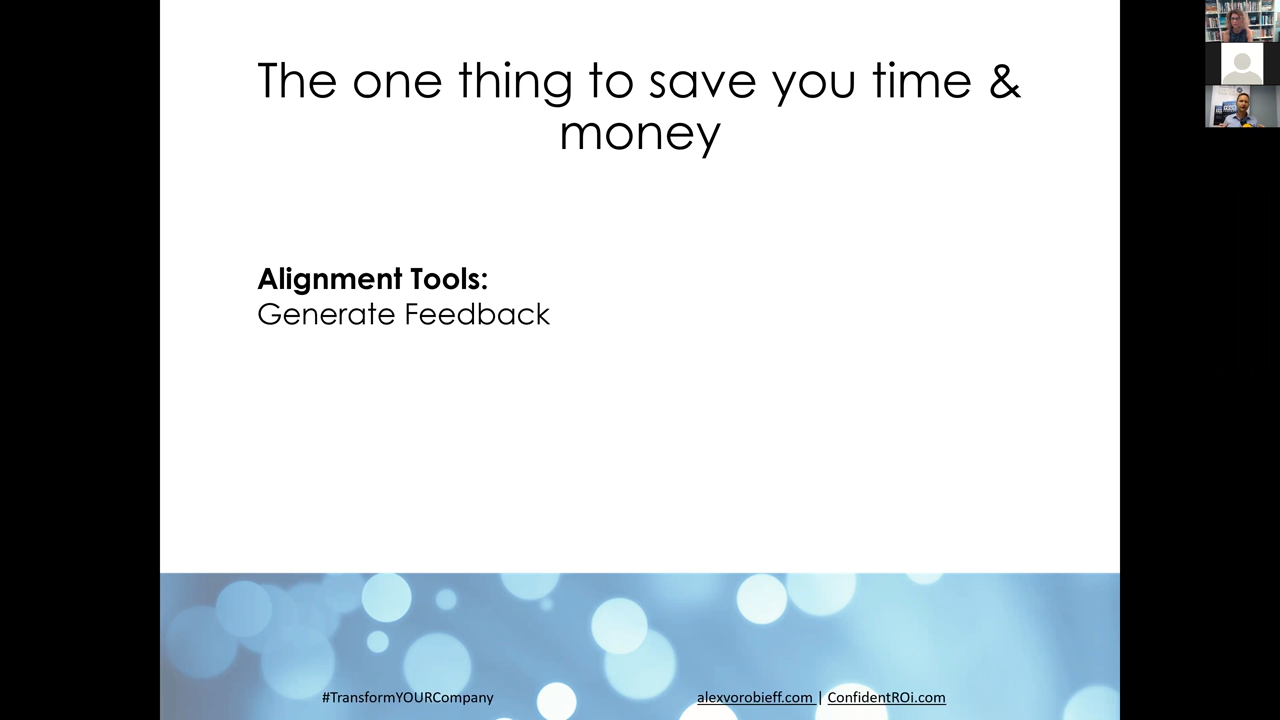 The one thing to save you time &
money
Alignment Tools:
Generate Feedback
#TransformYOURCompany
alexvorobieff.com | ConfidentROi.com